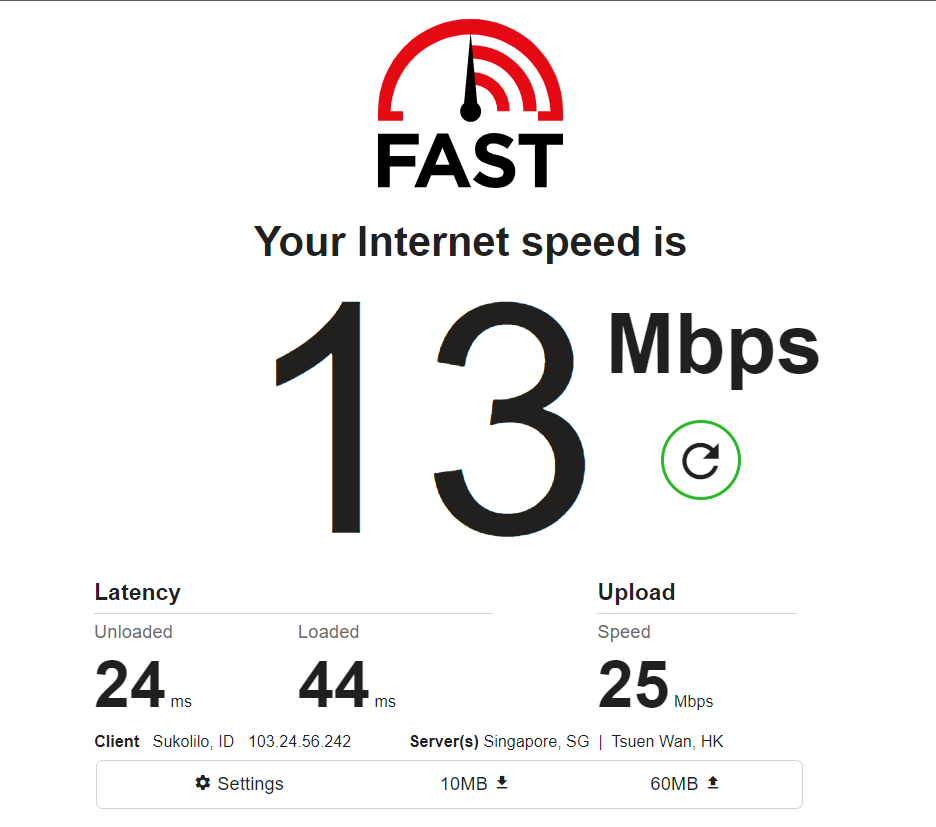 FAST
Your Internet speed is
13 Mbps
Latency
Upload
Unloaded Loaded Speed
24 ms 44 ms 25 Mbps
Client Sukolilo, ID 103.24.56.242 Server(s) Singapore, SG | Tsuen Wan, HK
Settings 10MB 60MB